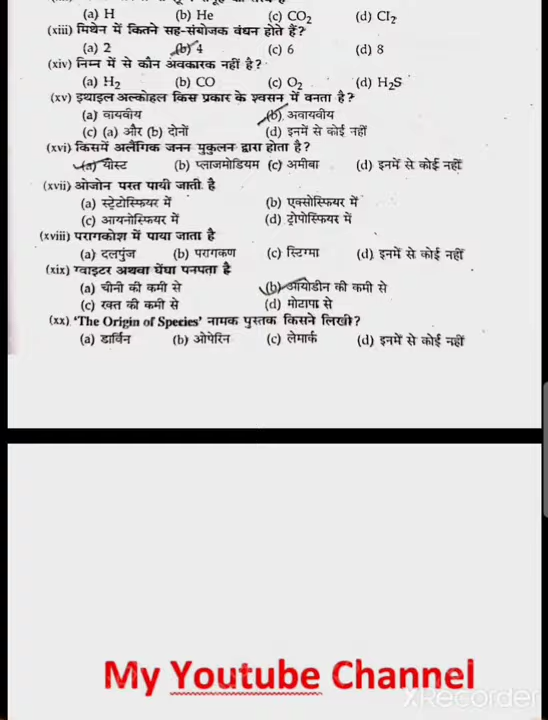 (a) H (b) He (c) CO₂ (d) CI₂
(xiii) मिथेन में कितने सह-संबोजक वंधन होते हैं?
(a) 2 (b) 4 (c) 6 (d) 8
(xiv) निम्न में से कौन अवकारक नहीं है?
(a) H₂ (b) CO (c) O₂ (d) H₂S
(xv) इथाइल अल्कोहल किस प्रकार के श्वसन में वनता है?
(a) वायवीय (b) अवायवीय
(c) (a) और (b) दोनों (d) इनमें से कोई नहीं
(xvi) किसमें अलैंगिक जनन मुकुलन द्वारा होता है?
(a) यीस्ट (b) प्लाजमोडियम (c) अमीबा (d) इनमें से कोई नहीं
(xvii) ओजोन परत पायी जाती है
(a) स्ट्रेटोस्फियर में (b) एक्सोस्फियर में
(c) आयनोस्फियर में (d) ट्रोपोस्फियर में
(xviii) परागकोश में पाया जाता है
(a) दलपुंज (b) परागकण (c) स्टिग्मा (d) इनमें से कोई नहीं
(xix) ग्वाइटर अथवा घेंघा पनपता है
(a) चीनी की कमी से (b) आयोडीन की कमी से
(c) रक्त की कमी से (d) मोटापा से
(xx) 'The Origin of Species' नामक पुस्तक किसने लिखी?
(a) डार्विन (b) ओपेरिन (c) लेमार्क (d) इनमें से कोई नहीं
My Youtube Channel
XRecorder